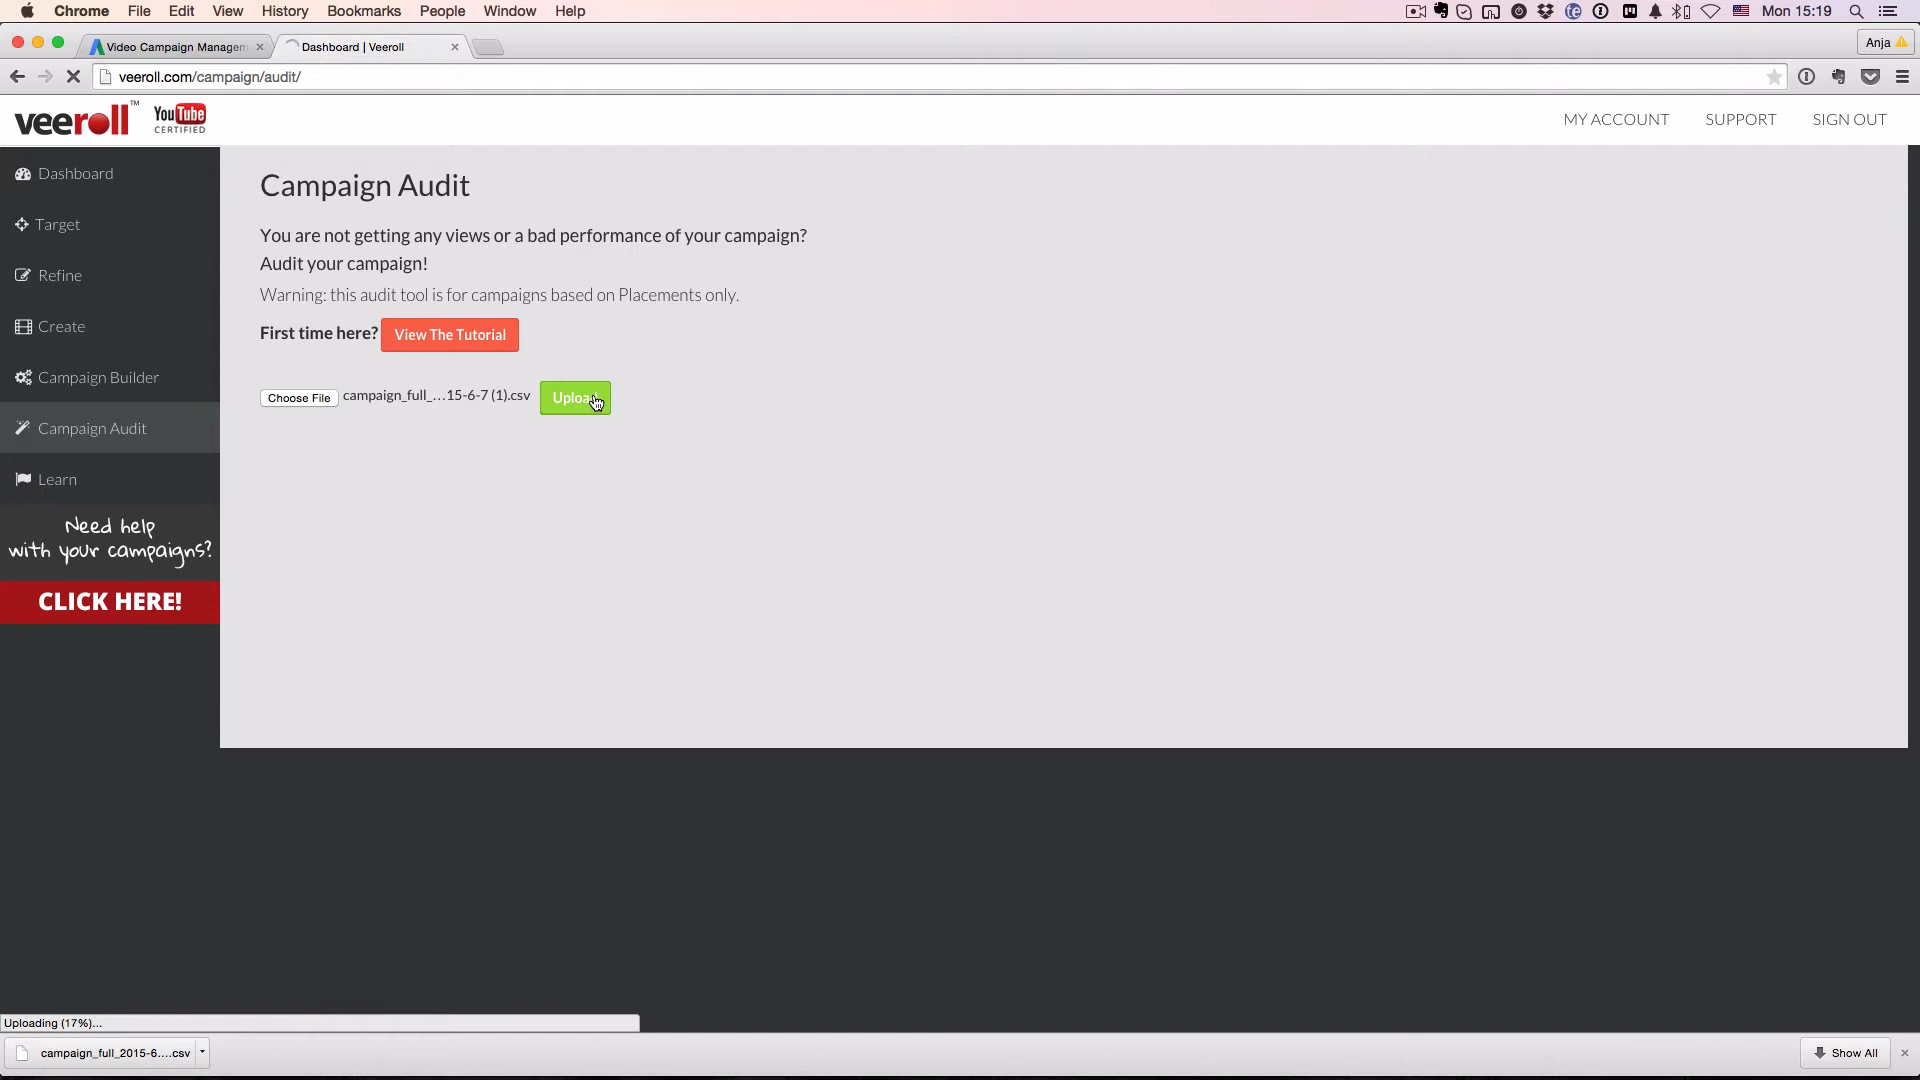 Chrome File Edit View History Bookmarks People Window Help Mon 15:19
Video Campaign Managem Dashboard | Veeroll Anja
veeroll.com/campaign/audit/
veeroll™ YouTube CERTIFIED MY ACCOUNT SUPPORT SIGN OUT
Dashboard
Target
Refine
Create
Campaign Builder
Campaign Audit
Learn
Need help
with your campaigns?
CLICK HERE!
Campaign Audit
You are not getting any views or a bad performance of your campaign?
Audit your campaign!
Warning: this audit tool is for campaigns based on Placements only.
First time here? View The Tutorial
Choose File campaign_full_...15-6-7 (1).csv
Uploading (17%)...
campaign_full_2015-6....csv Show All